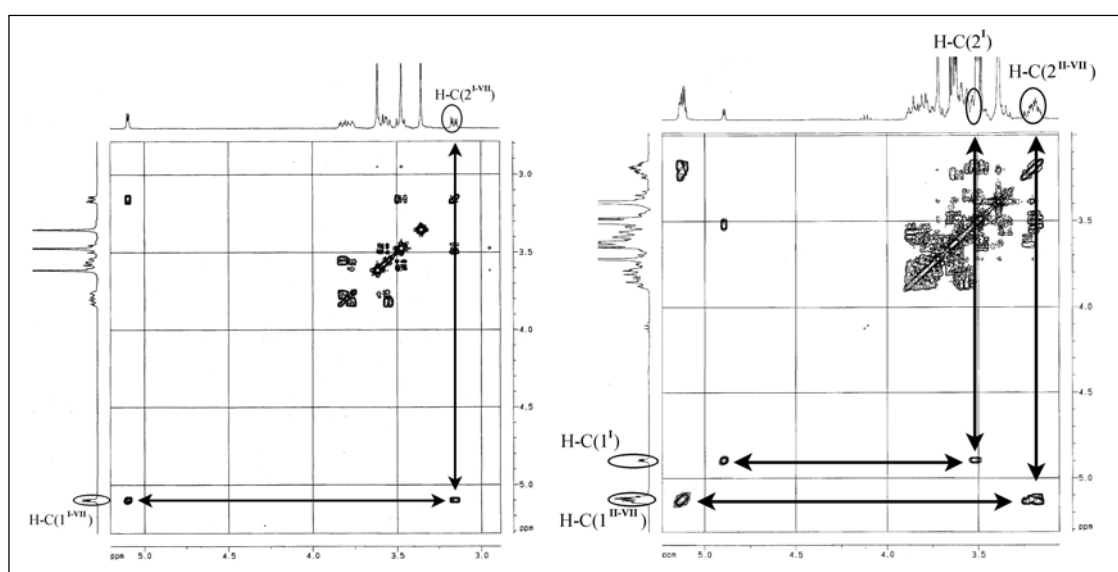 H-C(2^I-VII)
3.0
3.5
4.0
4.5
5.0
ppm
H-C(1^I-VII)
ppm 5.0 4.5 4.0 3.5 3.0
H-C(2^I)
H-C(2^II-VII)
3.5
4.0
4.5
H-C(1^I)
5.0
H-C(1^II-VII)
ppm
ppm 5.0 4.5 4.0 3.5